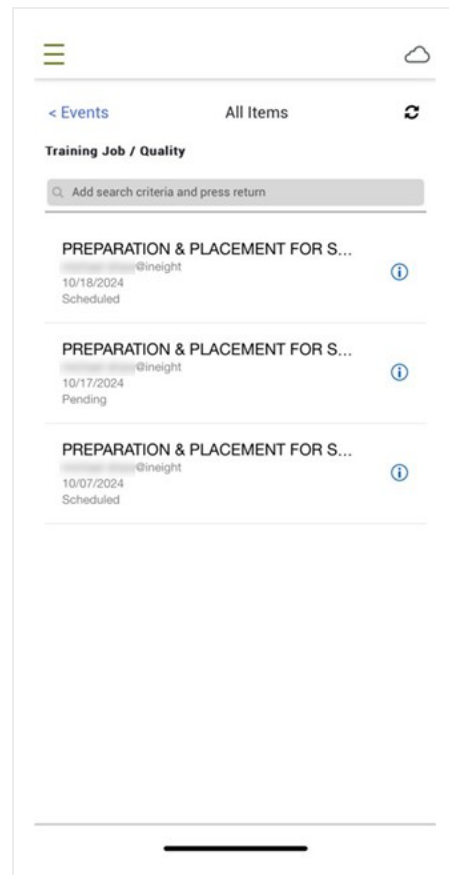 < Events All Items
Training Job / Quality
Add search criteria and press return
PREPARATION & PLACEMENT FOR S...
@ineight
10/18/2024
Scheduled
PREPARATION & PLACEMENT FOR S...
@ineight
10/17/2024
Pending
PREPARATION & PLACEMENT FOR S...
@ineight
10/07/2024
Scheduled